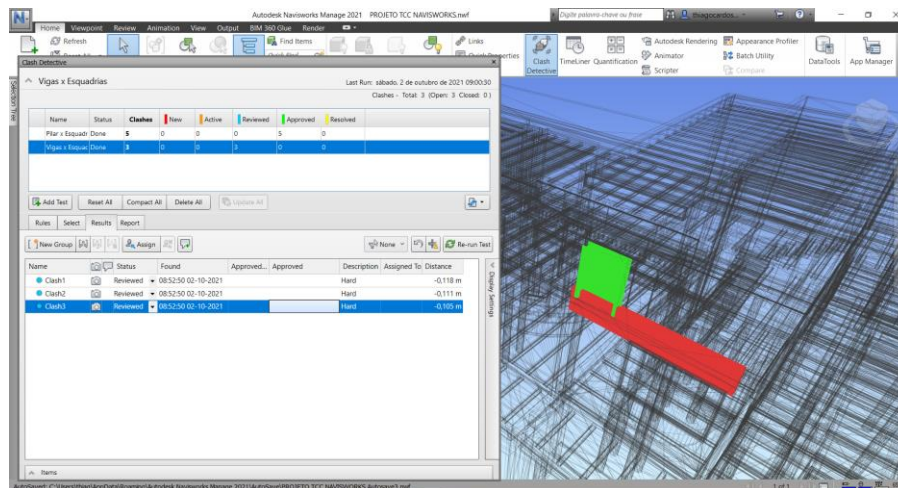 Autodesk Navisworks Manage 2021 PROJETO TCC NAVISWORKS.nwf
Digite palavra-chave ou frase
thiagocardos...
Home Viewpoint Review Animation View Output BIM 360 Glue Render
Refresh
Find Items
Links
Autodesk Rendering
Appearance Profiler
Clash Detective
TimeLiner
Quantification
Animator
Batch Utility
Scripter
Compare
DataTools
App Manager
Clash Detective
Selection Tree
Vigas x Esquadrias
Last Run: sábado, 2 de outubro de 2021 09:00:30
Clashes - Total: 3 (Open: 3 Closed: 0)
Name Status Clashes New Active Reviewed Approved Resolved
Pilar x Esquadr Done 5 0 0 0 5 0
Vigas x Esquac Done 3 0 0 3 0 0
Add Test Reset All Compact All Delete All Update All
Rules Select Results Report
New Group Assign None Re-run Test
Name Status Found Approved... Approved Description Assigned To Distance
Clash1 Reviewed 08:52:50 02-10-2021 Hard -0,118 m
Clash2 Reviewed 08:52:50 02-10-2021 Hard -0,111 m
Clash3 Reviewed 08:52:50 02-10-2021 Hard -0,105 m
Display Settings
Items
1 of 1